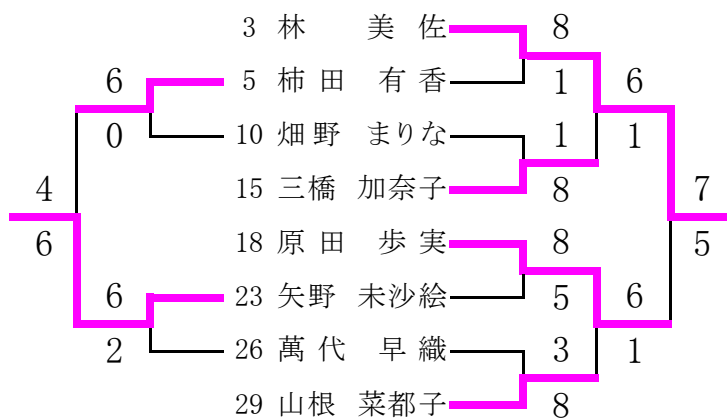 3 林 美佐 8
6 5 柿田 有香 1 6
0 10 畑野 まりな 1 1
4 15 三橋 加奈子 8 7
6 18 原田 歩実 8 5
6 23 矢野 未沙絵 5 6
2 26 萬代 早織 3 1
29 山根 菜都子 8